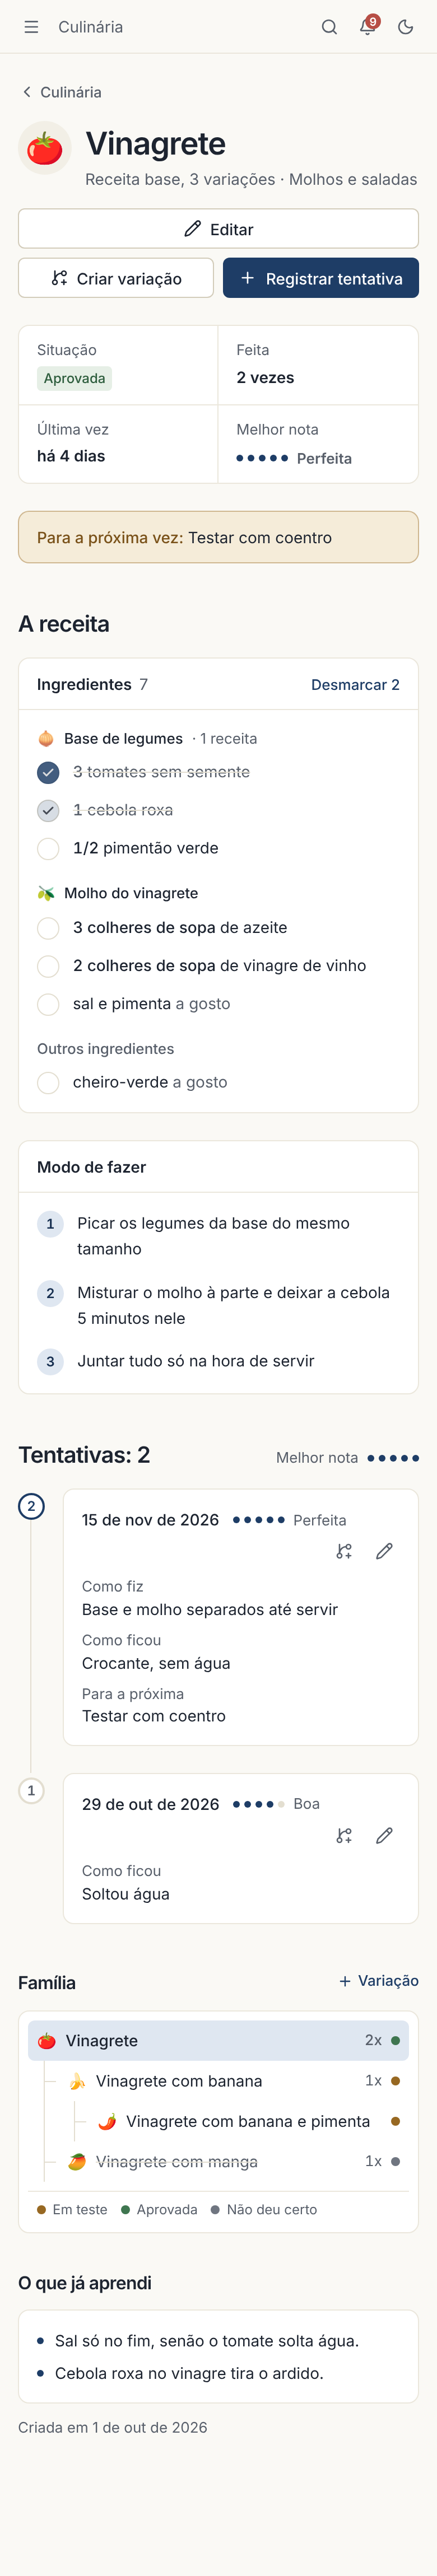 Culinária
9
Culinária
Vinagrete
Receita base, 3 variações · Molhos e saladas
Editar
Criar variação
Registrar tentativa
Situação
Aprovada
Feita
2 vezes
Última vez
há 4 dias
Melhor nota
Perfeita
Para a próxima vez: Testar com coentro
A receita
Ingredientes 7
Desmarcar 2
Base de legumes · 1 receita
3 tomates sem semente
1 cebola roxa
1/2 pimentão verde
Molho do vinagrete
3 colheres de sopa de azeite
2 colheres de sopa de vinagre de vinho
sal e pimenta a gosto
Outros ingredientes
cheiro-verde a gosto
Modo de fazer
1 Picar os legumes da base do mesmo
tamanho
2 Misturar o molho à parte e deixar a cebola
5 minutos nele
3 Juntar tudo só na hora de servir
Tentativas: 2
Melhor nota
2
15 de nov de 2026 Perfeita
Como fiz
Base e molho separados até servir
Como ficou
Crocante, sem água
Para a próxima
Testar com coentro
1
29 de out de 2026 Boa
Como ficou
Soltou água
Família
Variação
Vinagrete 2x
Vinagrete com banana 1x
Vinagrete com banana e pimenta
Vinagrete com manga 1x
Em teste Aprovada Não deu certo
O que já aprendi
Sal só no fim, senão o tomate solta água.
Cebola roxa no vinagre tira o ardido.
Criada em 1 de out de 2026